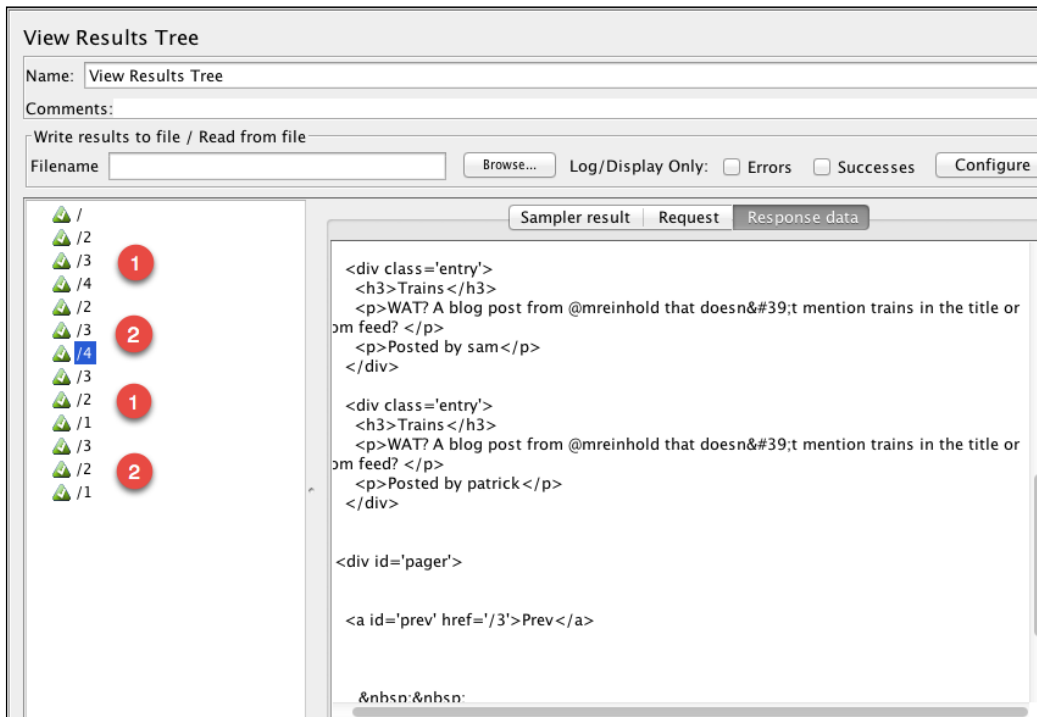 View Results Tree
Name: View Results Tree
Comments:
Write results to file / Read from file
Filename Browse... Log/Display Only: Errors Successes Configure
/
/2
/3
/4
/2
/3
/4
/3
/2
/1
/3
/2
/1
1
2
1
2
Sampler result Request Response data
<div class='entry'>
<h3>Trains</h3>
<p>WAT? A blog post from @mreinhold that doesn&#39;t mention trains in the title or
om feed? </p>
<p>Posted by sam</p>
</div>
<div class='entry'>
<h3>Trains</h3>
<p>WAT? A blog post from @mreinhold that doesn&#39;t mention trains in the title or
om feed? </p>
<p>Posted by patrick</p>
</div>
<div id='pager'>
<a id='prev' href='/3'>Prev</a>
&nbsp;&nbsp;